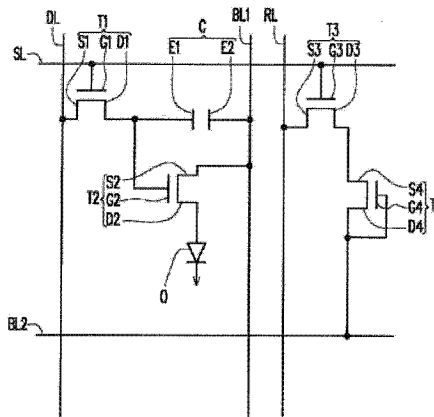 DL T1 C BL1 RL T3
S1 G1 D1 E1 E2 S3 G3 D3
SL
S2
T2 G2
D2
S4
G4 T
D4
O
BL2